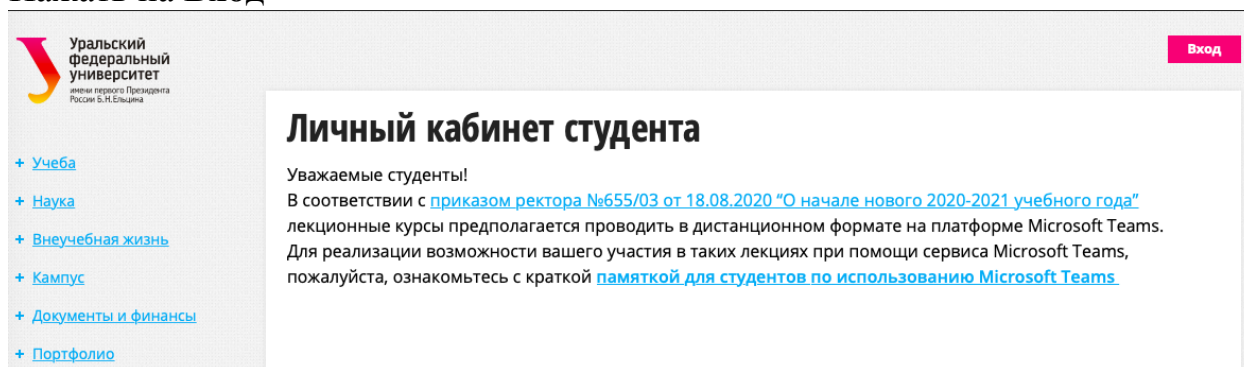 Нажать на Вход
Уральский
федеральный
университет
имени первого Президента
России Б.Н.Ельцина
Вход
Личный кабинет студента
+ Учеба
+ Наука
+ Внеучебная жизнь
+ Кампус
+ Документы и финансы
+ Портфолио
Уважаемые студенты!
В соответствии с приказом ректора №655/03 от 18.08.2020 “О начале нового 2020-2021 учебного года”
лекционные курсы предполагается проводить в дистанционном формате на платформе Microsoft Teams.
Для реализации возможности вашего участия в таких лекциях при помощи сервиса Microsoft Teams,
пожалуйста, ознакомьтесь с краткой памяткой для студентов по использованию Microsoft Teams